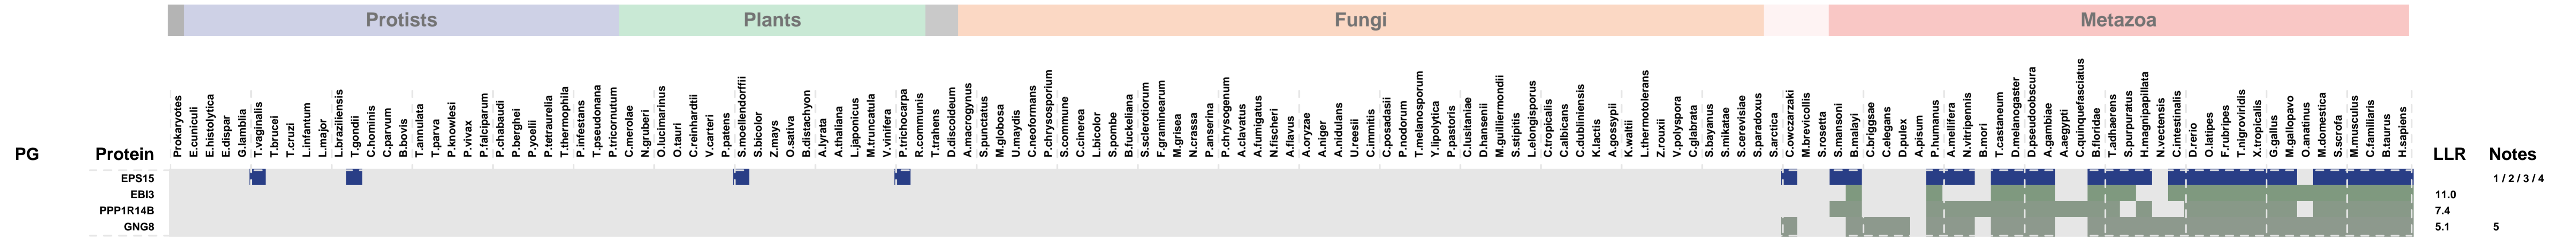 Protists Plants Fungi Metazoa
Prokaryotes
E.cuniculi
E.histolytica
E.dispar
G.lamblia
T.vaginalis
T.brucei
T.cruzi
L.infantum
L.major
L.braziliensis
T.gondii
C.hominis
C.parvum
B.bovis
T.annulata
T.parva
P.knowlesi
P.vivax
P.falciparum
P.chabaudi
P.berghei
P.yoelii
P.tetraurelia
T.thermophila
P.infestans
T.pseudonana
P.tricornutum
C.merolae
N.gruberi
O.lucimarinus
O.tauri
C.reinhardtii
V.carteri
P.patens
S.moellendorffii
S.bicolor
Z.mays
O.sativa
B.distachyon
A.lyrata
A.thaliana
L.japonicus
M.truncatula
V.vinifera
P.trichocarpa
R.communis
T.trahens
D.discoideum
A.macrogynus
S.punctatus
M.globosa
U.maydis
C.neoformans
P.chrysosporium
S.commune
C.cinerea
L.bicolor
S.pombe
B.fuckeliana
S.sclerotiorum
F.graminearum
M.grisea
N.crassa
P.anserina
P.chrysogenum
A.clavatus
A.fumigatus
N.fischeri
A.flavus
A.oryzae
A.niger
A.nidulans
U.reesii
C.immitis
C.posadasii
P.nodorum
T.melanosporum
Y.lipolytica
P.pastoris
C.lusitaniae
D.hansenii
M.guilliermondii
S.stipitis
L.elongisporus
C.tropicalis
C.albicans
C.dubliniensis
K.lactis
A.gossypii
K.waltii
L.thermotolerans
Z.rouxii
V.polyspora
C.glabrata
S.bayanus
S.mikatae
S.cerevisiae
S.paradoxus
S.arctica
C.owczarzaki
M.brevicollis
S.rosetta
S.mansoni
B.malayi
C.briggsae
C.elegans
D.pulex
A.pisum
P.humanus
A.mellifera
N.vitripennis
B.mori
T.castaneum
D.melanogaster
D.pseudoobscura
A.gambiae
A.aegypti
C.quinquefasciatus
B.floridae
T.adhaerens
S.purpuratus
H.magnipapillata
N.vectensis
C.intestinalis
D.rerio
O.latipes
F.rubripes
T.nigroviridis
X.tropicalis
G.gallus
M.gallopavo
O.anatinus
M.domestica
S.scrofa
M.musculus
C.familiaris
B.taurus
H.sapiens
PG Protein LLR Notes
EPS15 1 / 2 / 3 / 4
EBI3 11.0
PPP1R14B 7.4
GNG8 5.1 5